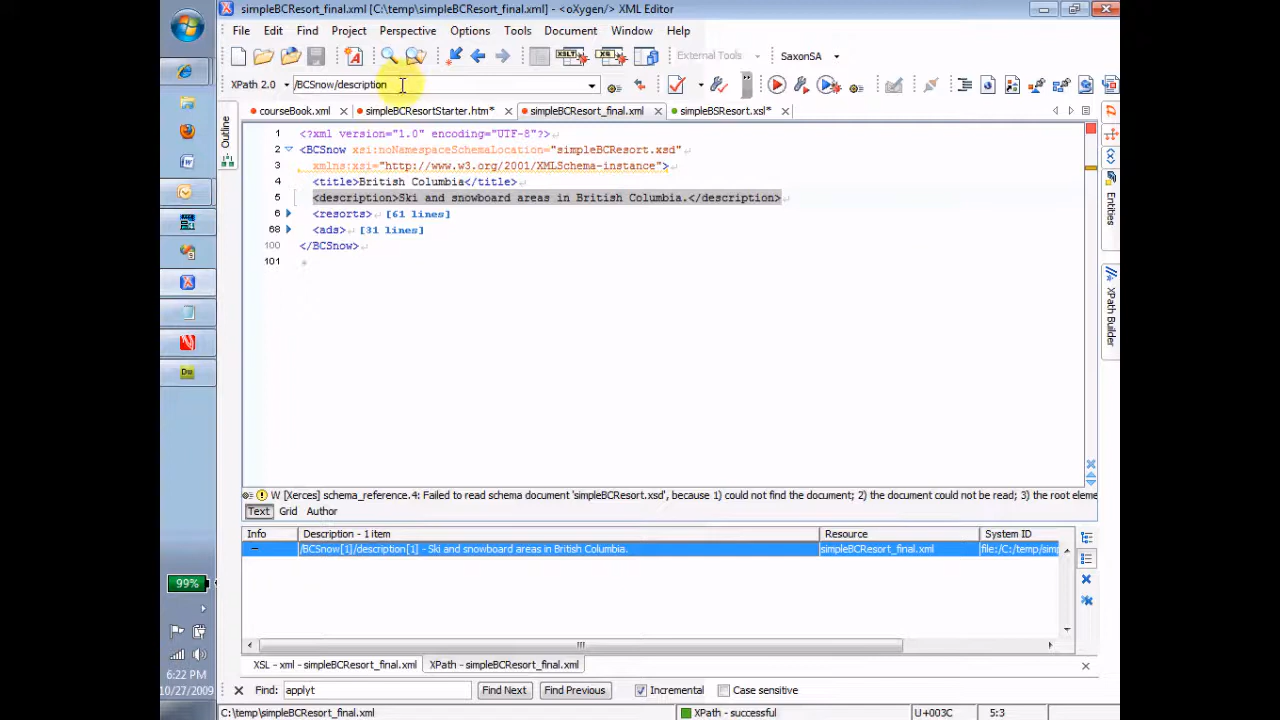 simpleBCResort_final.xml [C:\temp\simpleBCResort_final.xml] - <oXygen/> XML Editor
File Edit Find Project Perspective Options Tools Document Window Help
External Tools SaxonSA
XPath 2.0 /BCSnow/description
courseBook.xml simpleBCResortStarter.htm* simpleBCResort_final.xml simpleBSResort.xsl*
Outline
1 <?xml version="1.0" encoding="UTF-8"?>
2 <BCSnow xsi:noNamespaceSchemaLocation="simpleBCResort.xsd"
3 xmlns:xsi="http://www.w3.org/2001/XMLSchema-instance">
4 <title>British Columbia</title>
5 <description>Ski and snowboard areas in British Columbia.</description>
6 <resorts> [61 lines]
68 <ads> [31 lines]
100 </BCSnow>
101
Entities
XPath Builder
W [Xerces] schema_reference.4: Failed to read schema document 'simpleBCResort.xsd', because 1) could not find the document; 2) the document could not be read; 3) the root eleme
Text Grid Author
Info Description - 1 item Resource System ID
/BCSnow[1]/description[1] - Ski and snowboard areas in British Columbia. simpleBCResort_final.xml file:/C:/temp/simp
XSL - xml - simpleBCResort_final.xml XPath - simpleBCResort_final.xml
Find: applyt Find Next Find Previous Incremental Case sensitive
C:\temp\simpleBCResort_final.xml XPath - successful U+003C 5:3
99%
6:22 PM
10/27/2009